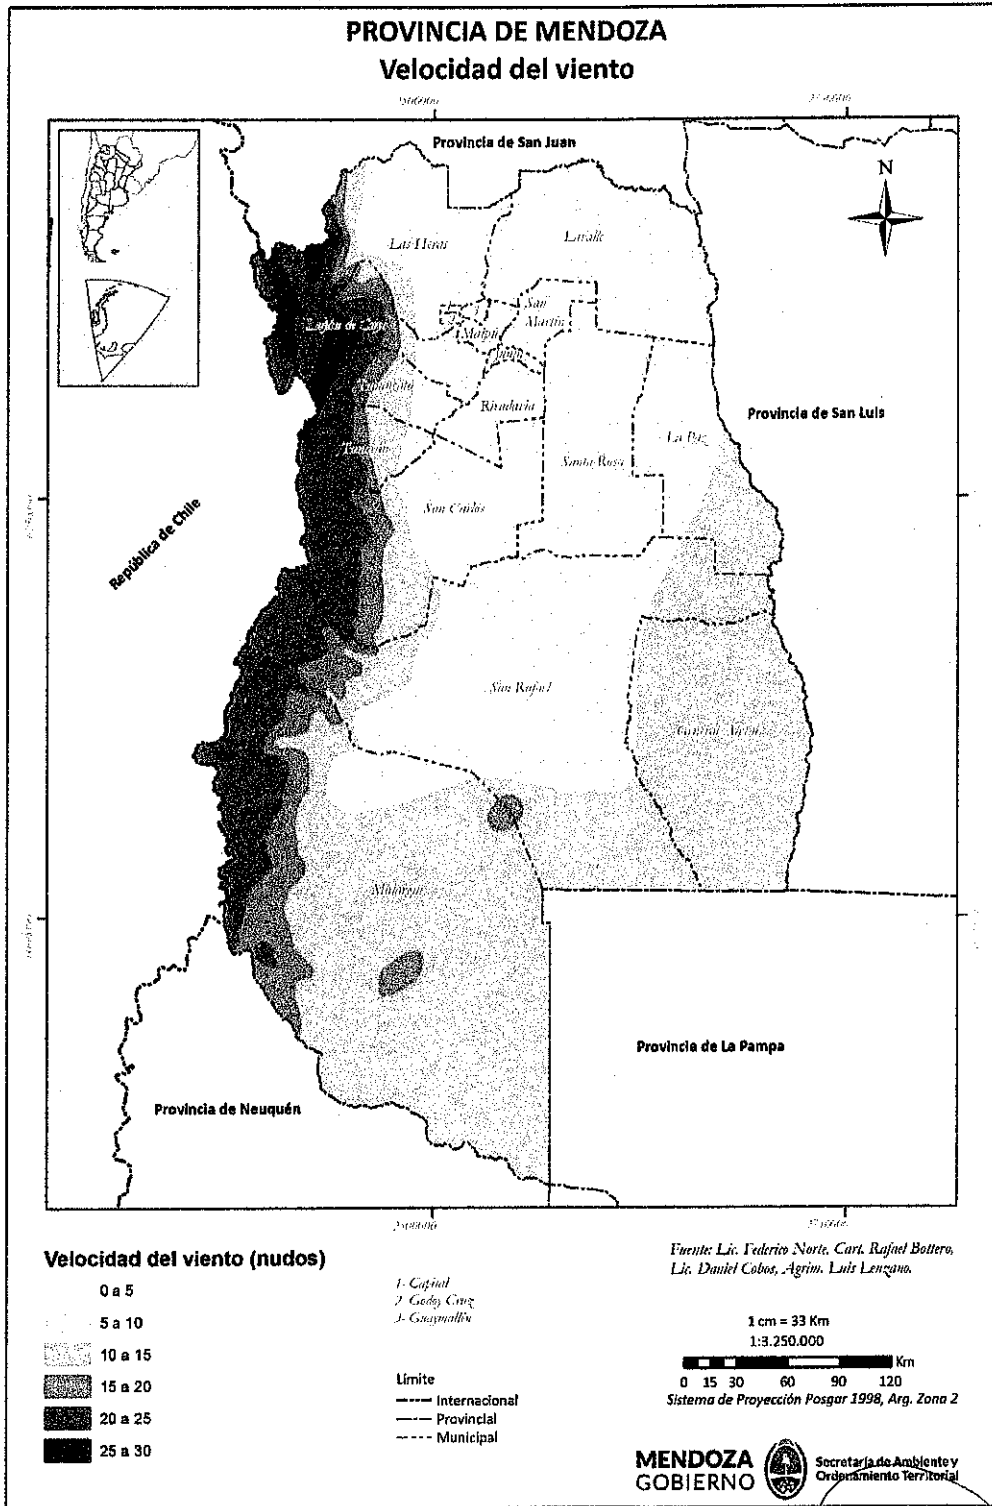 PROVINCIA DE MENDOZA
Velocidad del viento
Provincia de San Juan
N
Las Heras
Lavalle
San
Martín
Maipú
Junín
Luján de Cuyo
Tupungato
Rivadavia
Provincia de San Luis
La Paz
Tunuyán
Santa Rosa
San Carlos
República de Chile
San Rafael
General Alvear
Malargüe
Provincia de La Pampa
Provincia de Neuquén
Velocidad del viento (nudos)
0 a 5
5 a 10
10 a 15
15 a 20
20 a 25
25 a 30
1- Capital
2- Godoy Cruz
3- Guaymallén
Límite
Internacional
Provincial
Municipal
Fuente: Lic. Federico Norte, Cart. Rafael Bottero,
Lic. Daniel Cobos, Agrim. Luis Lenzano.
1 cm = 33 Km
1:3.250.000
Km
0 15 30 60 90 120
Sistema de Proyección Posgar 1998, Arg. Zona 2
MENDOZA
GOBIERNO
Secretaría de Ambiente y
Ordenamiento Territorial